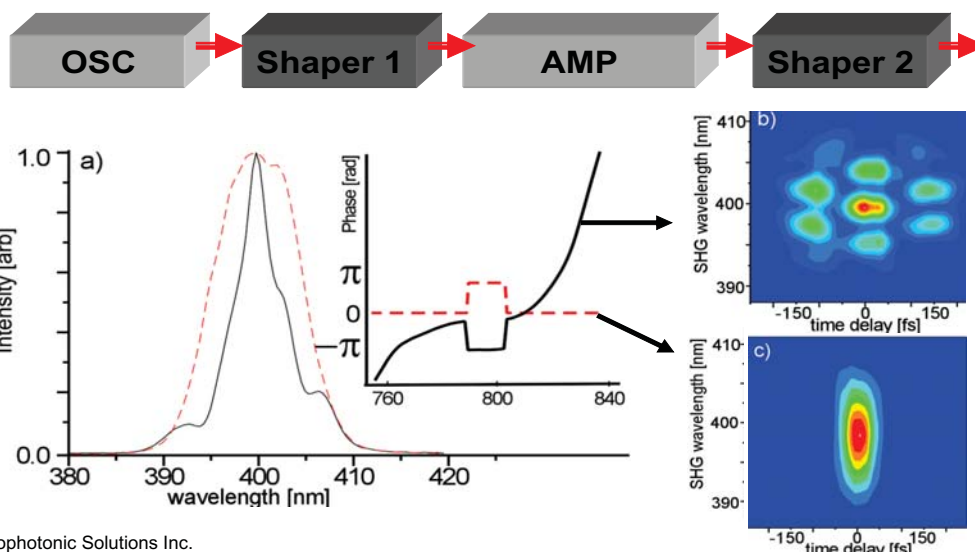 OSC Shaper 1 AMP Shaper 2
a)
1.0
0.0
Intensity [arb]
380 390 400 410 420
wavelength [nm]
Phase [rad]
π
0
-π
760 800 840
b)
SHG wavelength [nm]
410
400
390
-150 0 150
time delay [fs]
c)
SHG wavelength [nm]
410
400
390
-150 0 150
time delay [fs]
ophotonic Solutions Inc.